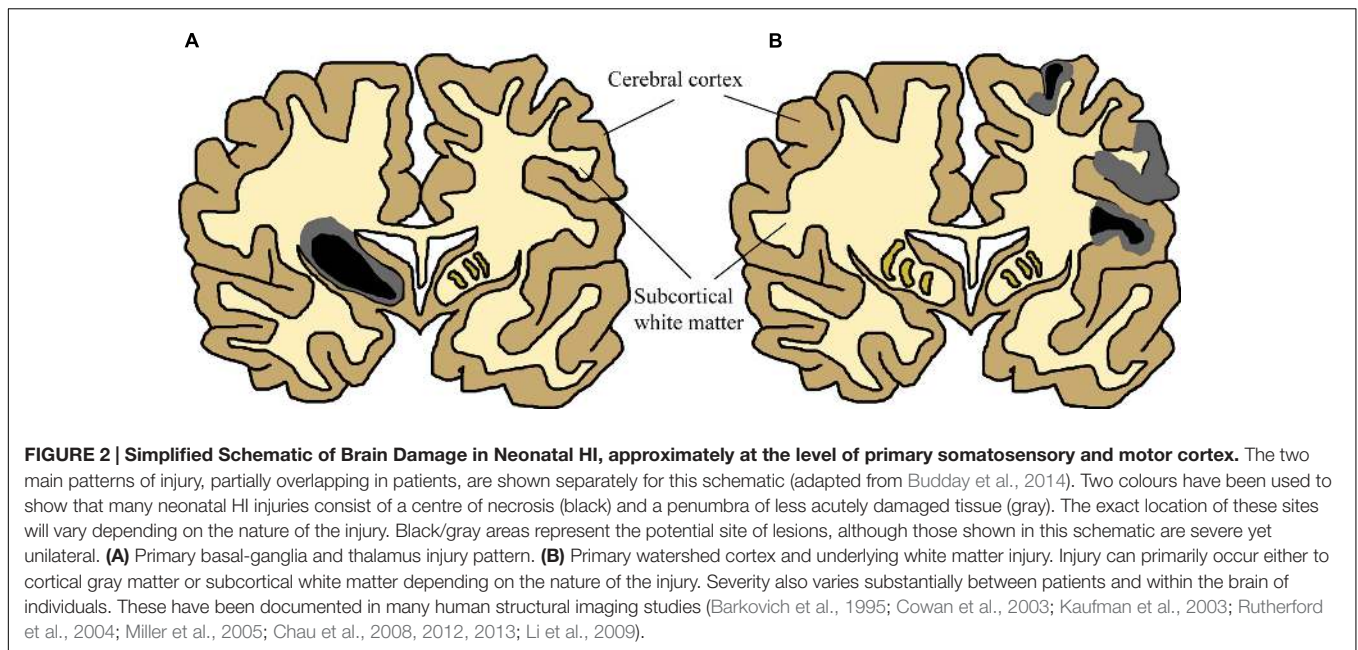 A
B
Cerebral cortex
Subcortical
white matter
FIGURE 2 | Simplified Schematic of Brain Damage in Neonatal HI, approximately at the level of primary somatosensory and motor cortex. The two
main patterns of injury, partially overlapping in patients, are shown separately for this schematic (adapted from Budday et al., 2014). Two colours have been used to
show that many neonatal HI injuries consist of a centre of necrosis (black) and a penumbra of less acutely damaged tissue (gray). The exact location of these sites
will vary depending on the nature of the injury. Black/gray areas represent the potential site of lesions, although those shown in this schematic are severe yet
unilateral. (A) Primary basal-ganglia and thalamus injury pattern. (B) Primary watershed cortex and underlying white matter injury. Injury can primarily occur either to
cortical gray matter or subcortical white matter depending on the nature of the injury. Severity also varies substantially between patients and within the brain of
individuals. These have been documented in many human structural imaging studies (Barkovich et al., 1995; Cowan et al., 2003; Kaufman et al., 2003; Rutherford
et al., 2004; Miller et al., 2005; Chau et al., 2008, 2012, 2013; Li et al., 2009).